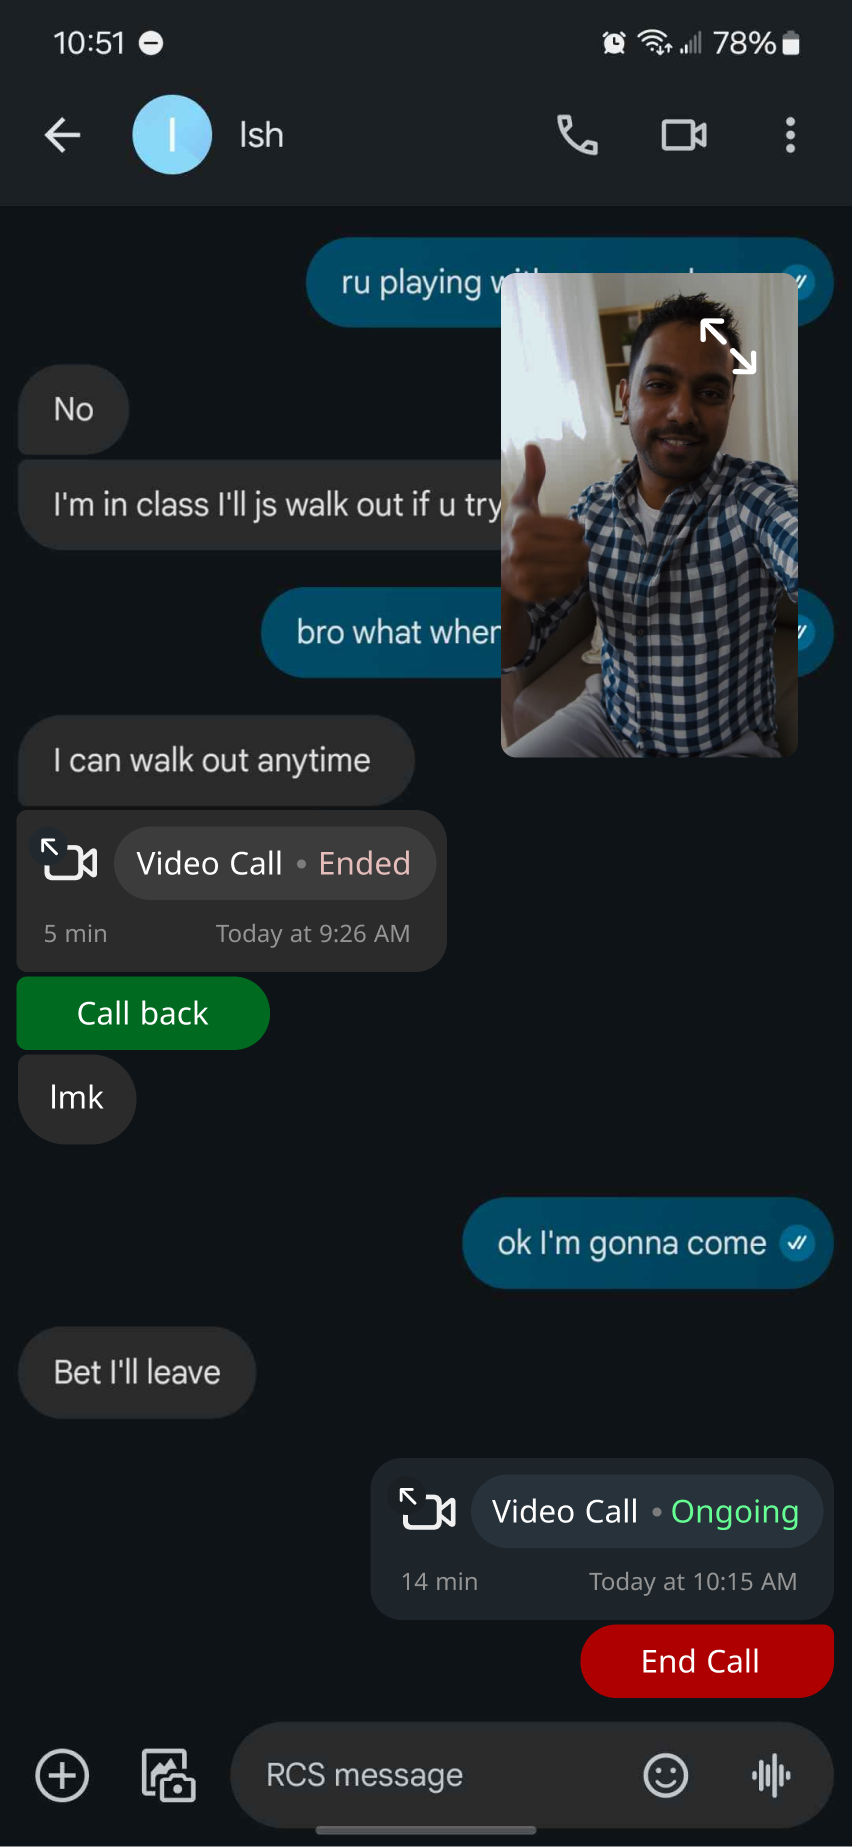 10:51
78%
I
Ish
ru playing
No
I'm in class I'll js walk out if u try
bro what when
I can walk out anytime
Video Call • Ended
5 min Today at 9:26 AM
Call back
lmk
ok I'm gonna come
Bet I'll leave
Video Call • Ongoing
14 min Today at 10:15 AM
End Call
RCS message